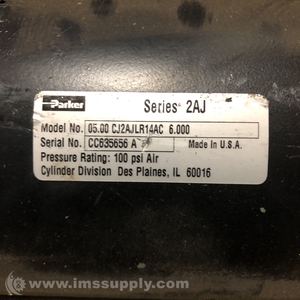 Parker
Series 2AJ
Model No. 05.00 CJ2AJLR14AC 6.000
Serial No. CC635656 A
Made in U.S.A.
Pressure Rating: 100 psi Air
Cylinder Division Des Plaines, IL 60016
© www.imssupply.com